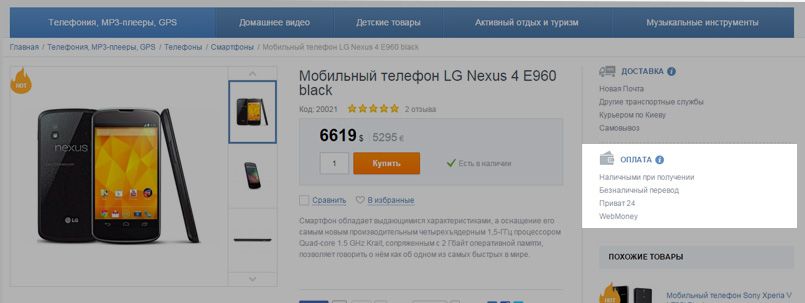 Телефония, MP3-плееры, GPS
Домашнее видео
Детские товары
Активный отдых и туризм
Музыкальные инструменты
Главная / Телефония, MP3-плееры, GPS / Телефоны / Смартфоны / Мобильный телефон LG Nexus 4 E960 black
HOT
nexus
LG
Мобильный телефон LG Nexus 4 E960
black
Код: 20021 2 отзыва
6619 $ 5295 €
1 Купить Есть в наличии
Сравнить В избранные
Смартфон обладает выдающимися характеристиками, а оснащение его
самым новым производительным четырехъядерным 1,5-ГГц процессором
Quad-core 1.5 GHz Krait, сопряженным с 2 Гбайт оперативной памяти,
позволяет говорить о нём как об одном из самых быстрых в мире.
ДОСТАВКА
Новая Почта
Другие транспортные службы
Курьером по Киеву
Самовывоз
ОПЛАТА
Наличными при получении
Безналичный перевод
Приват 24
WebMoney
ПОХОЖИЕ ТОВАРЫ
Мобильный телефон Sony Xperia V